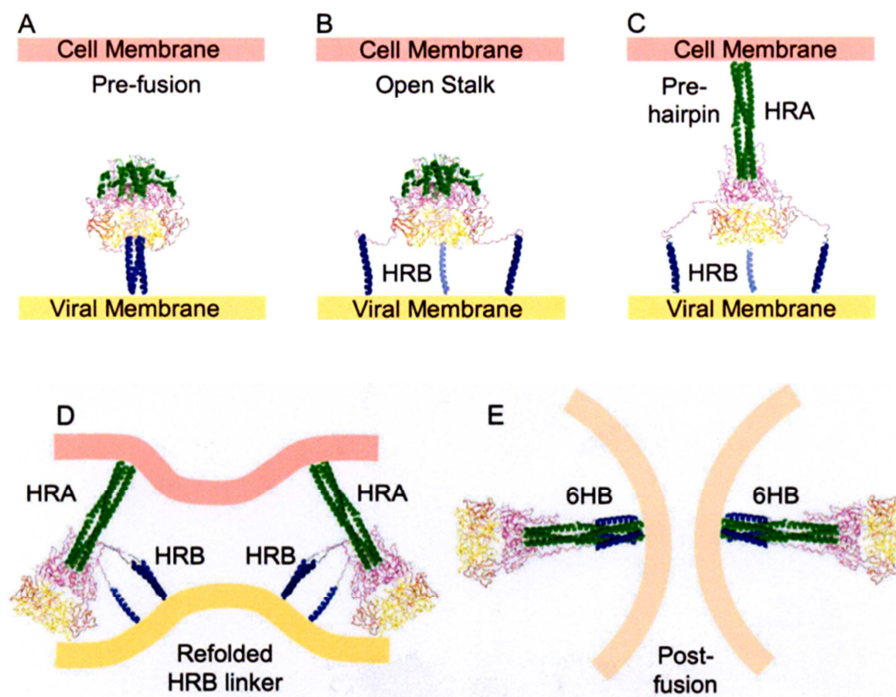 A
Cell Membrane
Pre-fusion
Viral Membrane
B
Cell Membrane
Open Stalk
HRB
Viral Membrane
C
Cell Membrane
Pre-
hairpin
HRA
HRB
Viral Membrane
D
HRA
HRA
HRB
HRB
Refolded
HRB linker
E
6HB
6HB
Post-
fusion